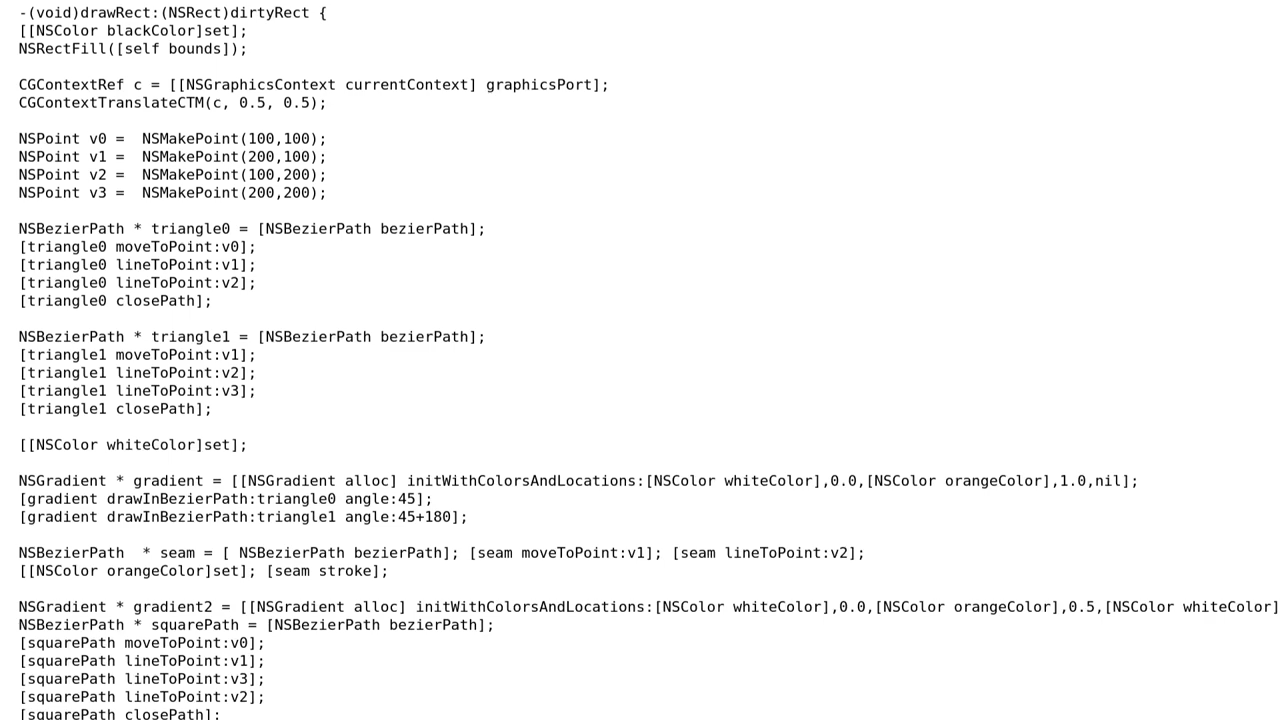 -(void)drawRect:(NSRect)dirtyRect {
[[NSColor blackColor]set];
NSRectFill([self bounds]);

CGContextRef c = [[NSGraphicsContext currentContext] graphicsPort];
CGContextTranslateCTM(c, 0.5, 0.5);

NSPoint v0 =  NSMakePoint(100,100);
NSPoint v1 =  NSMakePoint(200,100);
NSPoint v2 =  NSMakePoint(100,200);
NSPoint v3 =  NSMakePoint(200,200);

NSBezierPath * triangle0 = [NSBezierPath bezierPath];
[triangle0 moveToPoint:v0];
[triangle0 lineToPoint:v1];
[triangle0 lineToPoint:v2];
[triangle0 closePath];

NSBezierPath * triangle1 = [NSBezierPath bezierPath];
[triangle1 moveToPoint:v1];
[triangle1 lineToPoint:v2];
[triangle1 lineToPoint:v3];
[triangle1 closePath];

[[NSColor whiteColor]set];

NSGradient * gradient = [[NSGradient alloc] initWithColorsAndLocations:[NSColor whiteColor],0.0,[NSColor orangeColor],1.0,nil];
[gradient drawInBezierPath:triangle0 angle:45];
[gradient drawInBezierPath:triangle1 angle:45+180];

NSBezierPath  * seam = [ NSBezierPath bezierPath]; [seam moveToPoint:v1]; [seam lineToPoint:v2];
[[NSColor orangeColor]set]; [seam stroke];

NSGradient * gradient2 = [[NSGradient alloc] initWithColorsAndLocations:[NSColor whiteColor],0.0,[NSColor orangeColor],0.5,[NSColor whiteColor]
NSBezierPath * squarePath = [NSBezierPath bezierPath];
[squarePath moveToPoint:v0];
[squarePath lineToPoint:v1];
[squarePath lineToPoint:v3];
[squarePath lineToPoint:v2];
[squarePath closePath];